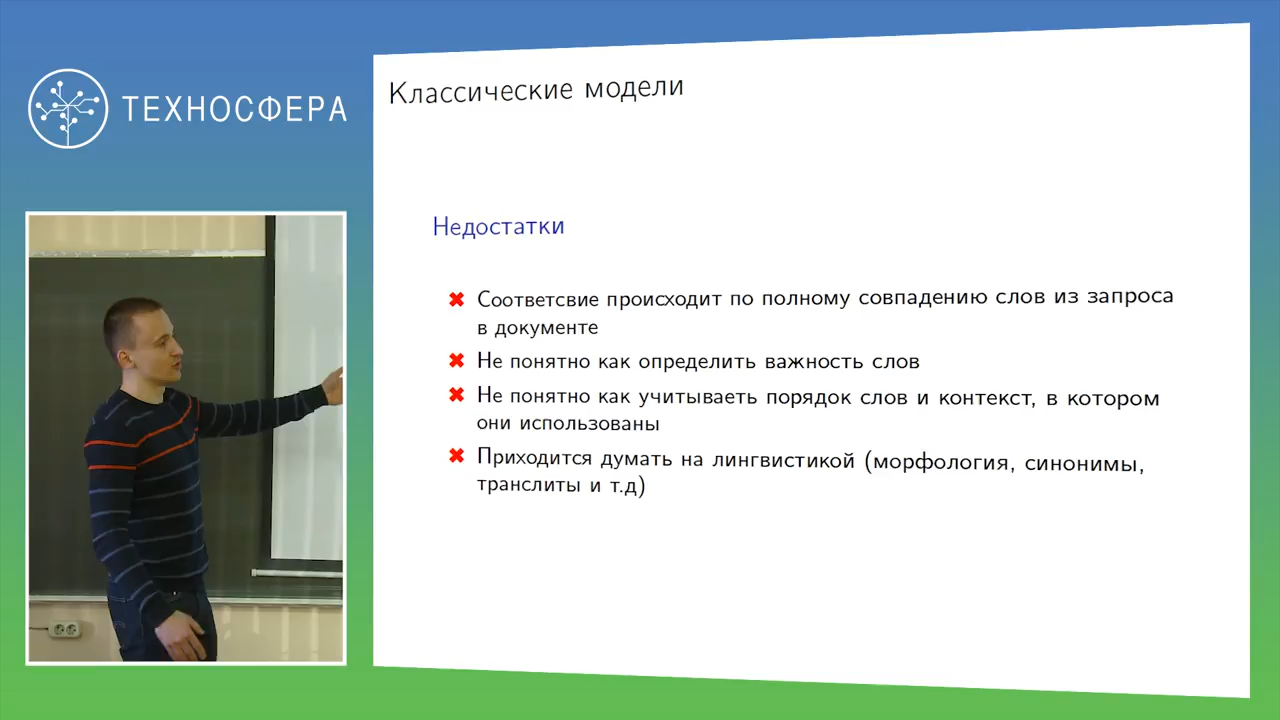 ТЕХНОСФЕРА
Классические модели
Недостатки
✖ Соответсвие происходит по полному совпадению слов из запроса
в документе
✖ Не понятно как определить важность слов
✖ Не понятно как учитываеть порядок слов и контекст, в котором
они использованы
✖ Приходится думать на лингвистикой (морфология, синонимы,
транслиты и т.д)